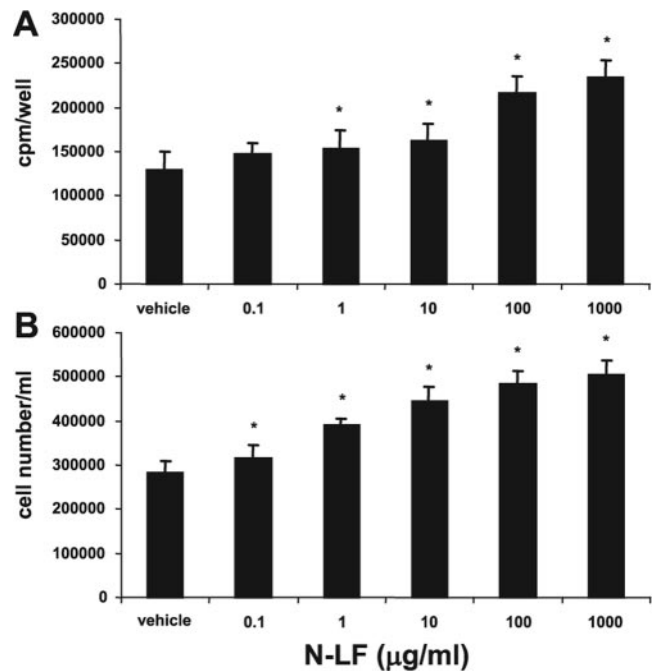 A
300000
250000
200000
150000
100000
50000
0
cpm/well
* * * *
vehicle 0.1 1 10 100 1000
B
600000
500000
400000
300000
200000
100000
0
cell number/ml
* * * * *
vehicle 0.1 1 10 100 1000
N-LF (μg/ml)